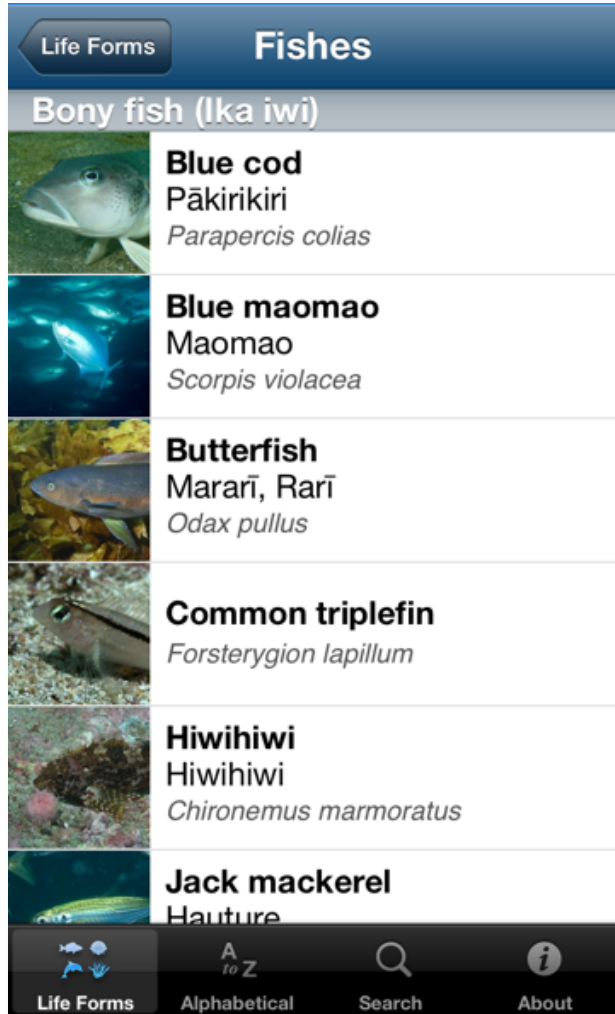 Life Forms
Fishes
Bony fish (Ika iwi)
Blue cod
Pākirikiri
Parapercis colias
Blue maomao
Maomao
Scorpis violacea
Butterfish
Mararī, Rarī
Odax pullus
Common triplefin
Forsterygion lapillum
Hiwihiwi
Hiwihiwi
Chironemus marmoratus
Jack mackerel
Hauture
A to Z
Life Forms
Alphabetical
Search
About